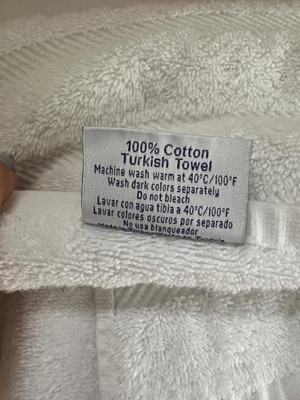 100% Cotton
Turkish Towel
Machine wash warm at 40°C/100°F
Wash dark colors separately
Do not bleach
Lavar con agua tibia a 40°C/100°F
Lavar colores oscuros por separado
No usa blanqueador